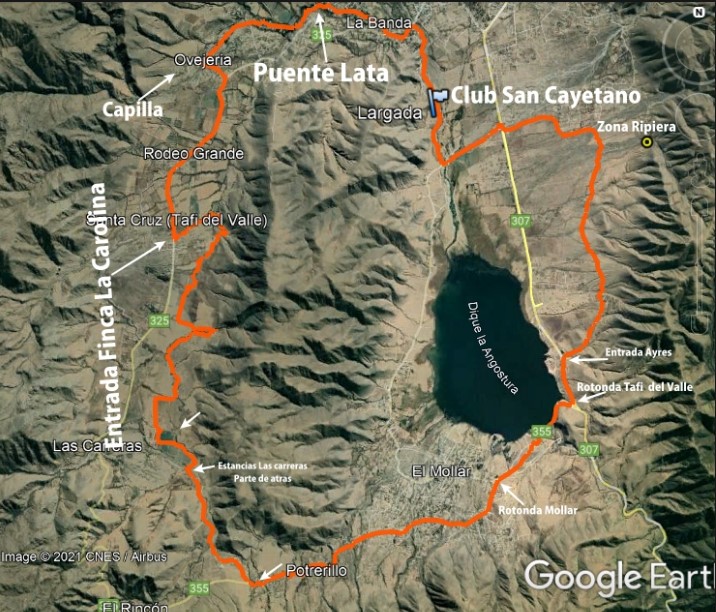 N
La Banda
325
Ovejería
Puente Lata
Capilla
Club San Cayetano
Largada
Zona Ripiera
Rodeo Grande
Santa Cruz (Tafi del Valle)
307
Entrada Finca La Carolina
325
Dique la Angostura
Entrada Ayres
Rotonda Tafi del Valle
355
307
Las Carreras
Estancias Las carreras
Parte de atras
El Mollar
Rotonda Mollar
Image © 2021 CNES / Airbus
Potrerillo
355
Google Eart
El Rincón